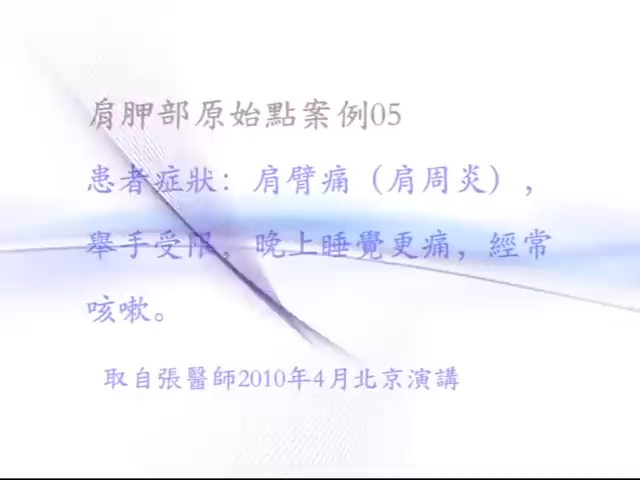 肩胛部原始點案例05
患者症狀：肩臂痛（肩周炎），
舉手受限，晚上睡覺更痛，經常
咳嗽。
取自張醫師2010年4月北京演講